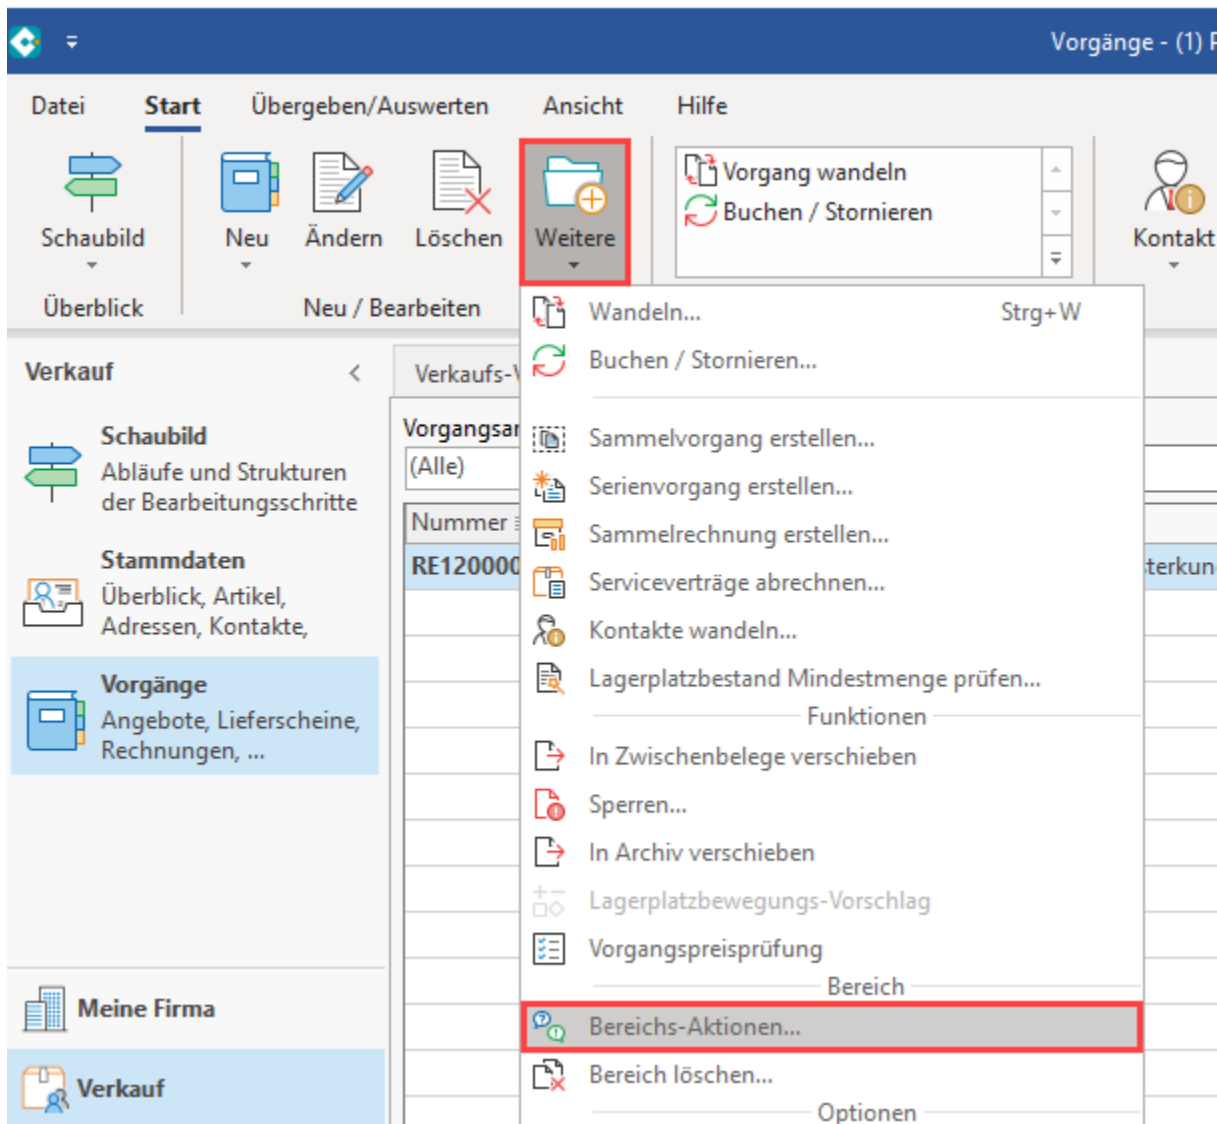 Vorgänge - (1)
Datei Start Übergeben/Auswerten Ansicht Hilfe
Schaubild Neu Ändern Löschen Weitere Vorgang wandeln Kontakt
Buchen / Stornieren
Überblick Neu / Bearbeiten
Verkauf
Schaubild
Abläufe und Strukturen
der Bearbeitungsschritte
Stammdaten
Überblick, Artikel,
Adressen, Kontakte,
Vorgänge
Angebote, Lieferscheine,
Rechnungen, ...
Meine Firma
Verkauf
Verkaufs-
Vorgangsar
(Alle)
Nummer
RE120000 sterkun
Wandeln... Strg+W
Buchen / Stornieren...
Sammelvorgang erstellen...
Serienvorgang erstellen...
Sammelrechnung erstellen...
Serviceverträge abrechnen...
Kontakte wandeln...
Lagerplatzbestand Mindestmenge prüfen...
Funktionen
In Zwischenbelege verschieben
Sperren...
In Archiv verschieben
Lagerplatzbewegungs-Vorschlag
Vorgangspreisprüfung
Bereich
Bereichs-Aktionen...
Bereich löschen...
Optionen